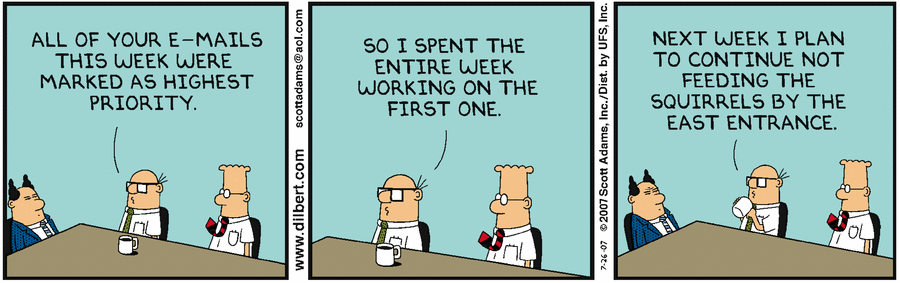 ALL OF YOUR E-MAILS
THIS WEEK WERE
MARKED AS HIGHEST
PRIORITY.
www.dilbert.com scottadams@aol.com
SO I SPENT THE
ENTIRE WEEK
WORKING ON THE
FIRST ONE.
7-26-07 ©2007 Scott Adams, Inc./Dist. by UFS, Inc.
NEXT WEEK I PLAN
TO CONTINUE NOT
FEEDING THE
SQUIRRELS BY THE
EAST ENTRANCE.